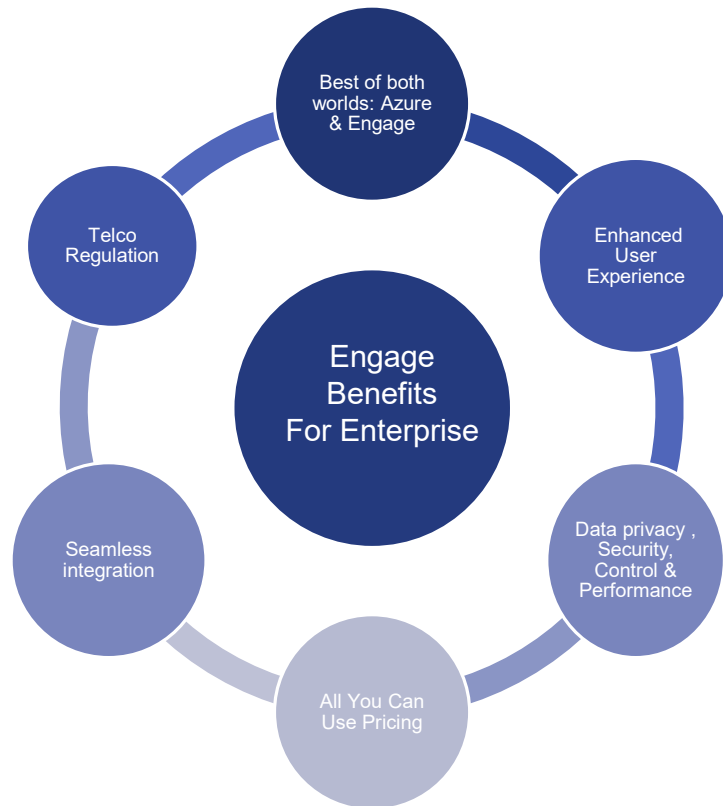 Best of both
worlds: Azure
& Engage
Telco
Regulation
Enhanced
User
Experience
Engage
Benefits
For Enterprise
Seamless
integration
Data privacy ,
Security,
Control &
Performance
All You Can
Use Pricing